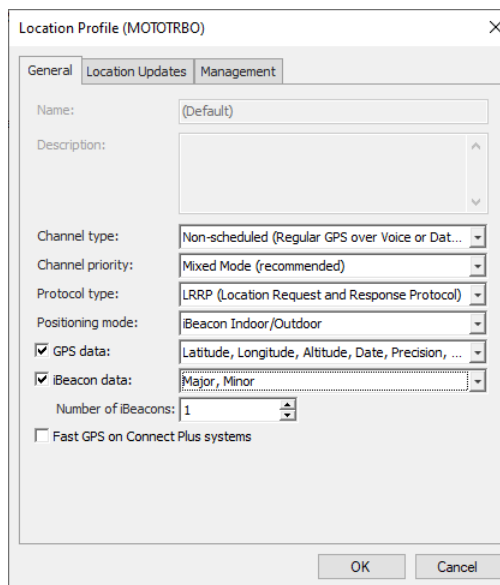 Location Profile (MOTOTRBO)
General Location Updates Management
Name: (Default)
Description:
Channel type: Non-scheduled (Regular GPS over Voice or Dat...
Channel priority: Mixed Mode (recommended)
Protocol type: LRRP (Location Request and Response Protocol)
Positioning mode: iBeacon Indoor/Outdoor
GPS data: Latitude, Longitude, Altitude, Date, Precision, ...
iBeacon data: Major, Minor
Number of iBeacons: 1
Fast GPS on Connect Plus systems
OK Cancel